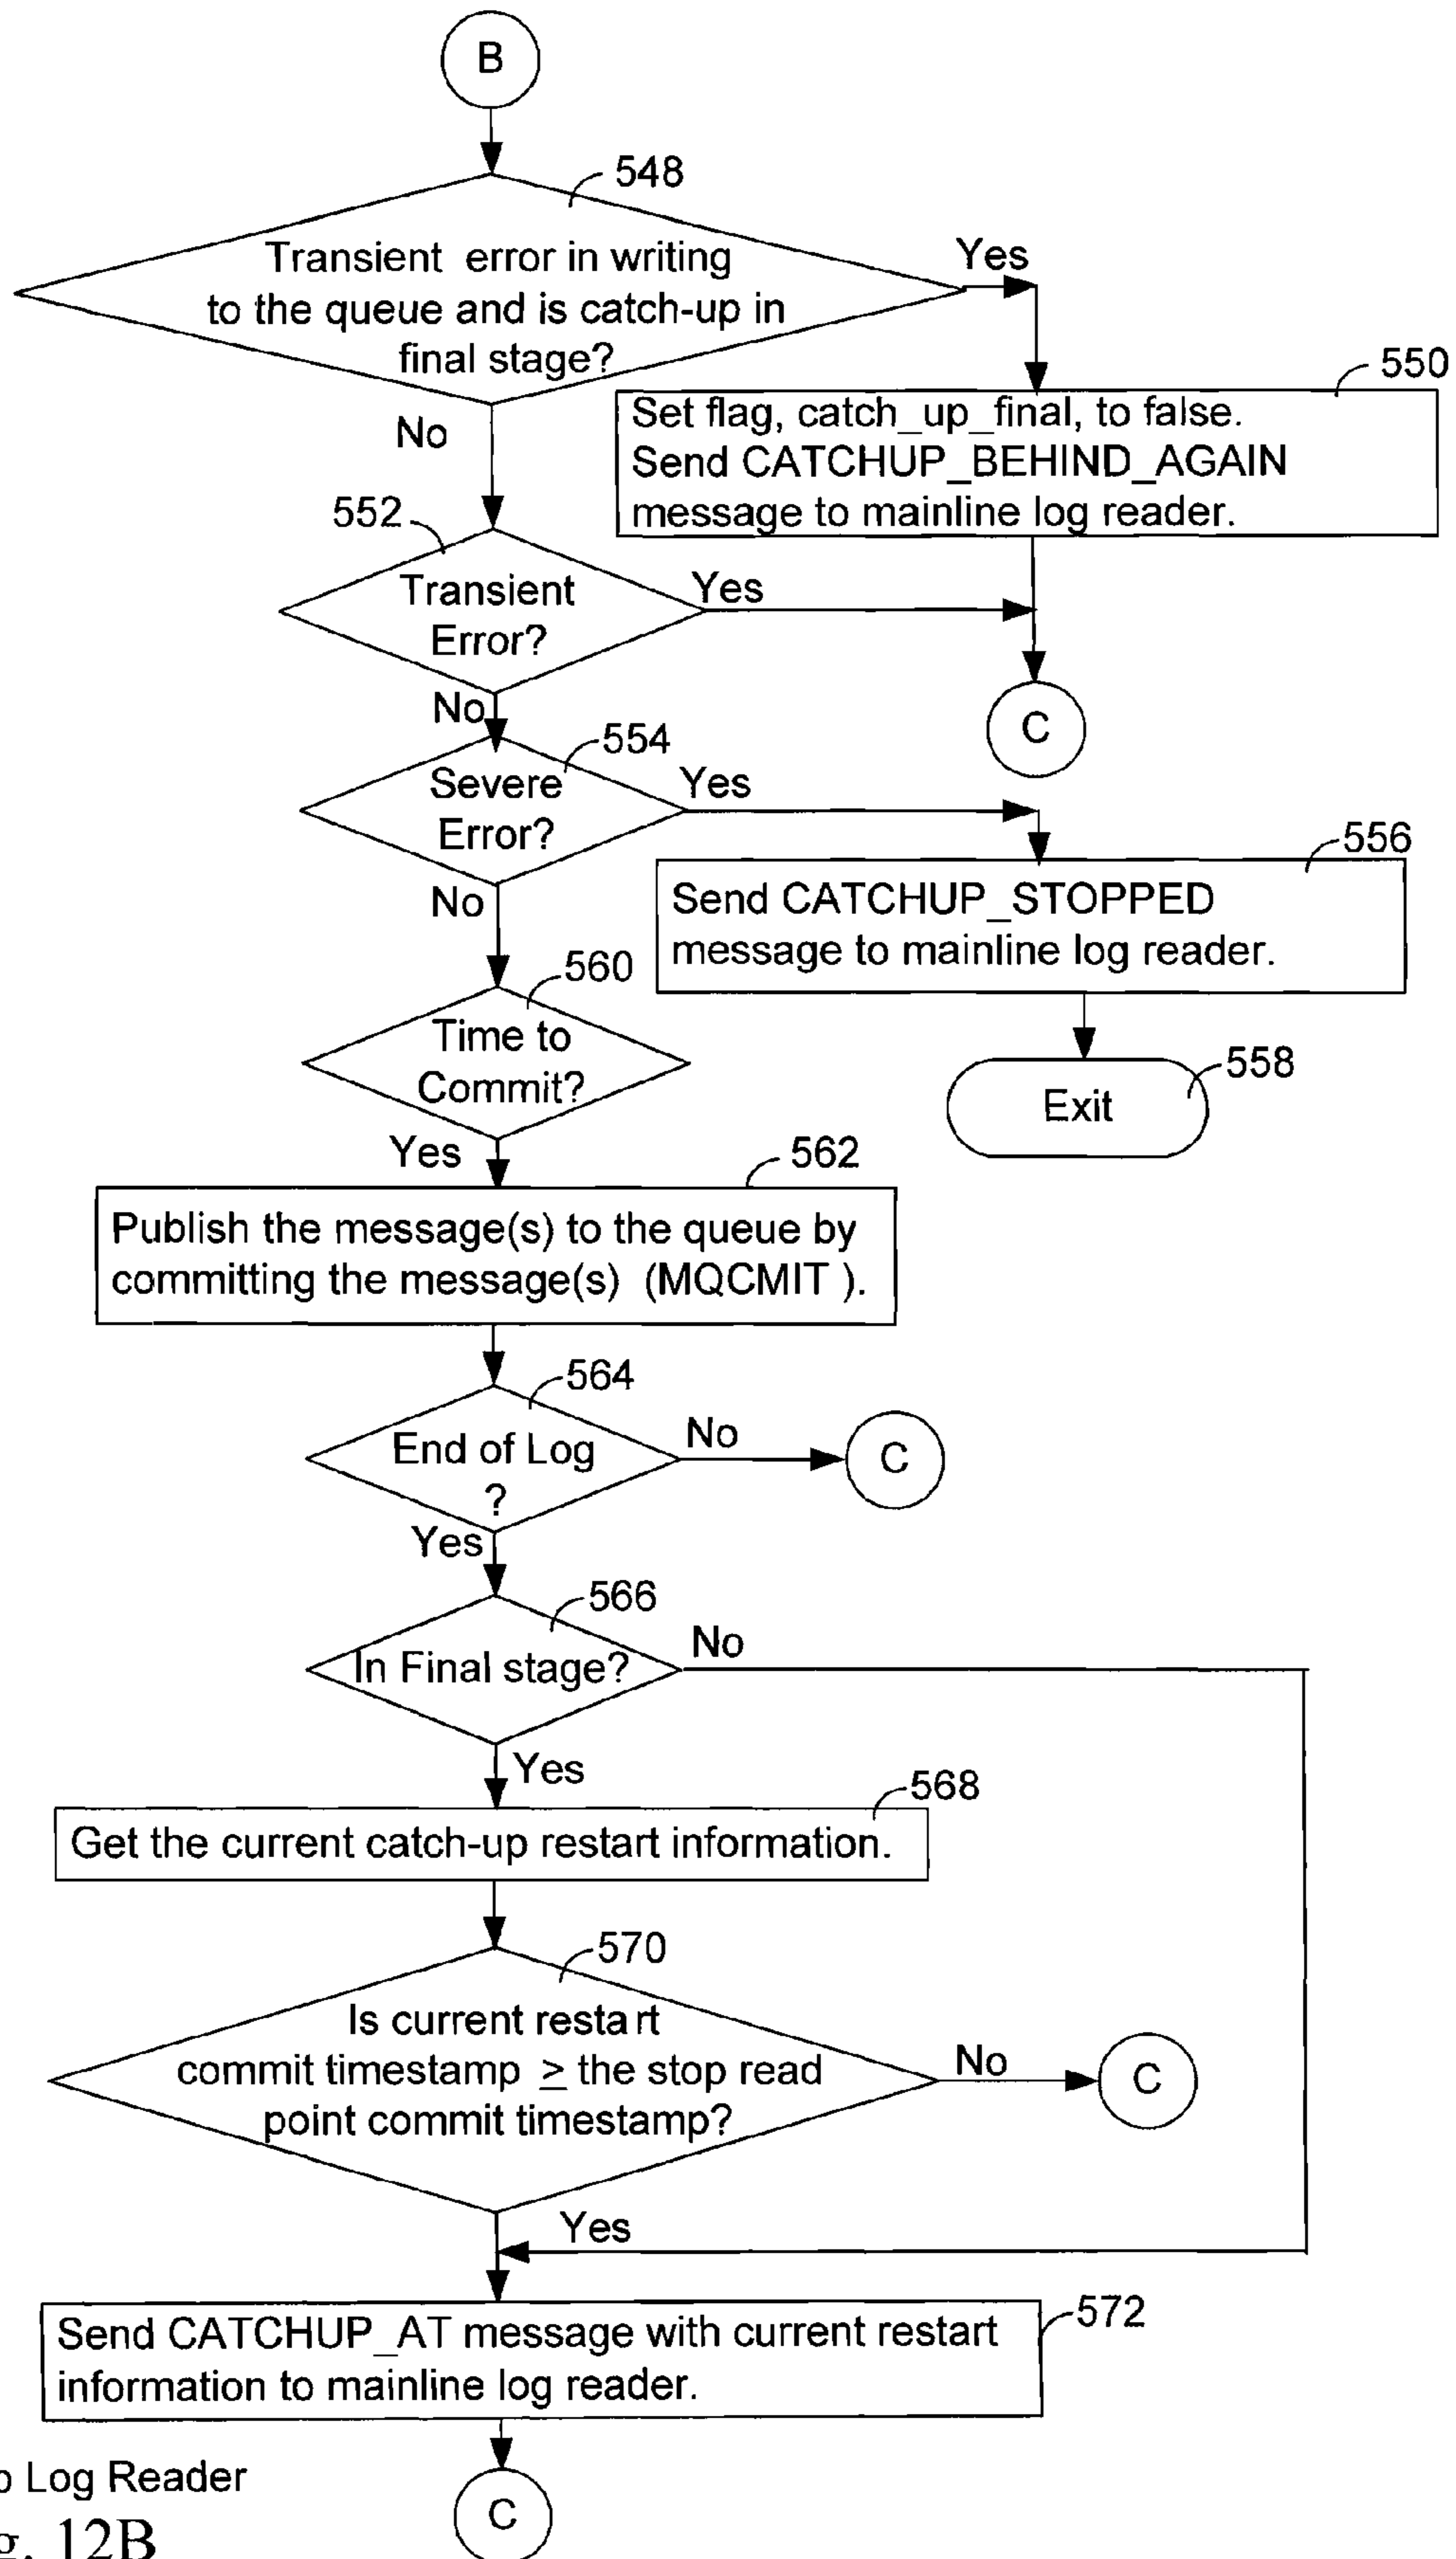 B
548
Transient error in writing
to the queue and is catch-up in
final stage?
Yes
No
550
Set flag, catch_up_final, to false.
Send CATCHUP_BEHIND_AGAIN
message to mainline log reader.
552
Transient
Error?
Yes
No
C
554
Severe
Error?
Yes
No
556
Send CATCHUP_STOPPED
message to mainline log reader.
558
Exit
560
Time to
Commit?
Yes
562
Publish the message(s) to the queue by
committing the message(s) (MQCMIT ).
564
End of Log
?
No
C
Yes
566
In Final stage?
No
Yes
568
Get the current catch-up restart information.
570
Is current restart
commit timestamp ≥ the stop read
point commit timestamp?
No
C
Yes
572
Send CATCHUP_AT message with current restart
information to mainline log reader.
Log Reader
12B
C